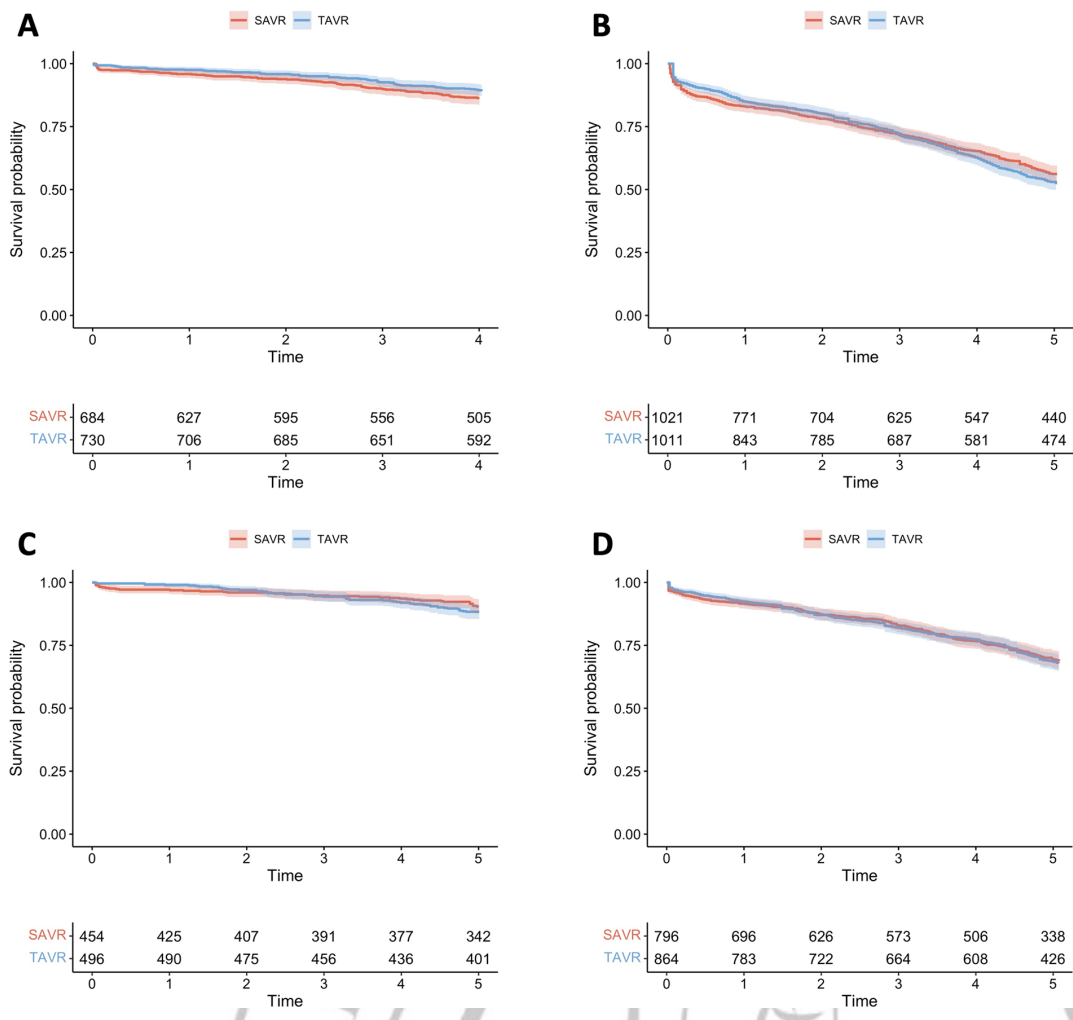 A
SAVR TAVR
1.00
0.75
0.50
0.25
0.00
Survival probability
0 1 2 3 4
Time
SAVR 684 627 595 556 505
TAVR 730 706 685 651 592
0 1 2 3 4
Time
B
SAVR TAVR
1.00
0.75
0.50
0.25
0.00
Survival probability
0 1 2 3 4 5
Time
SAVR 1021 771 704 625 547 440
TAVR 1011 843 785 687 581 474
0 1 2 3 4 5
Time
C
SAVR TAVR
1.00
0.75
0.50
0.25
0.00
Survival probability
0 1 2 3 4 5
Time
SAVR 454 425 407 391 377 342
TAVR 496 490 475 456 436 401
0 1 2 3 4 5
Time
D
SAVR TAVR
1.00
0.75
0.50
0.25
0.00
Survival probability
0 1 2 3 4 5
Time
SAVR 796 696 626 573 506 338
TAVR 864 783 722 664 608 426
0 1 2 3 4 5
Time